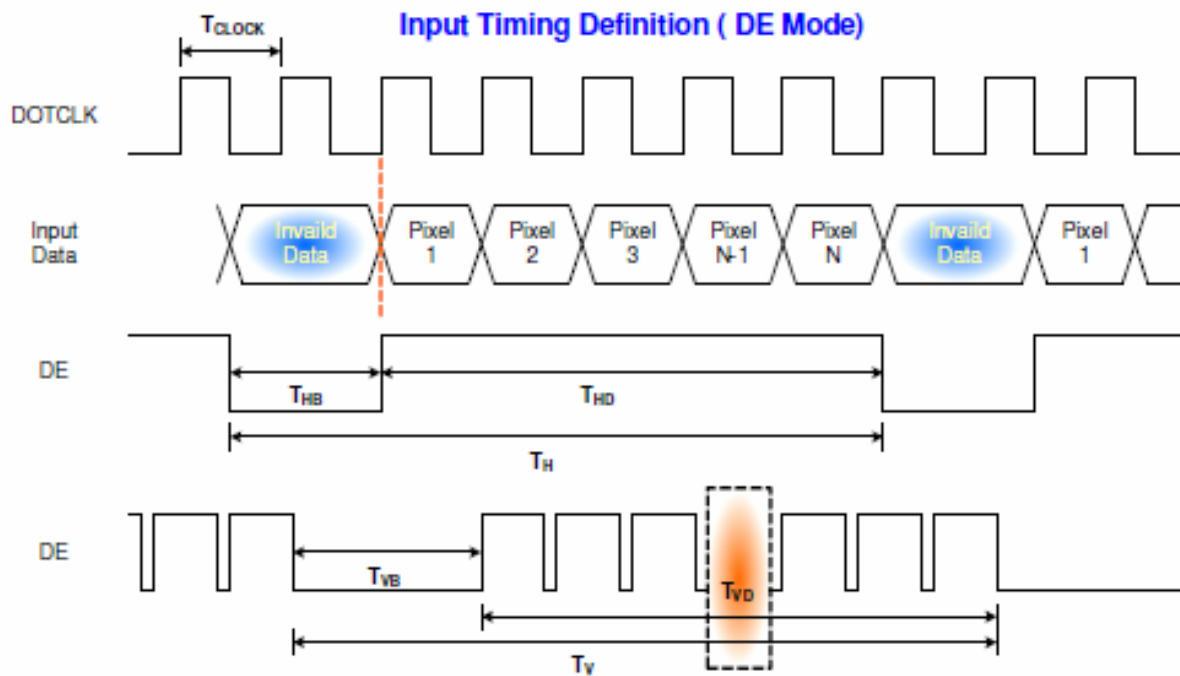 Input Timing Definition ( DE Mode)
TCLOCK
DOTCLK
Input
Data
Invaild
Data
Pixel
1
Pixel
2
Pixel
3
Pixel
N-1
Pixel
N
Invaild
Data
Pixel
1
DE
THB
THD
TH
DE
TVB
TVD
TV